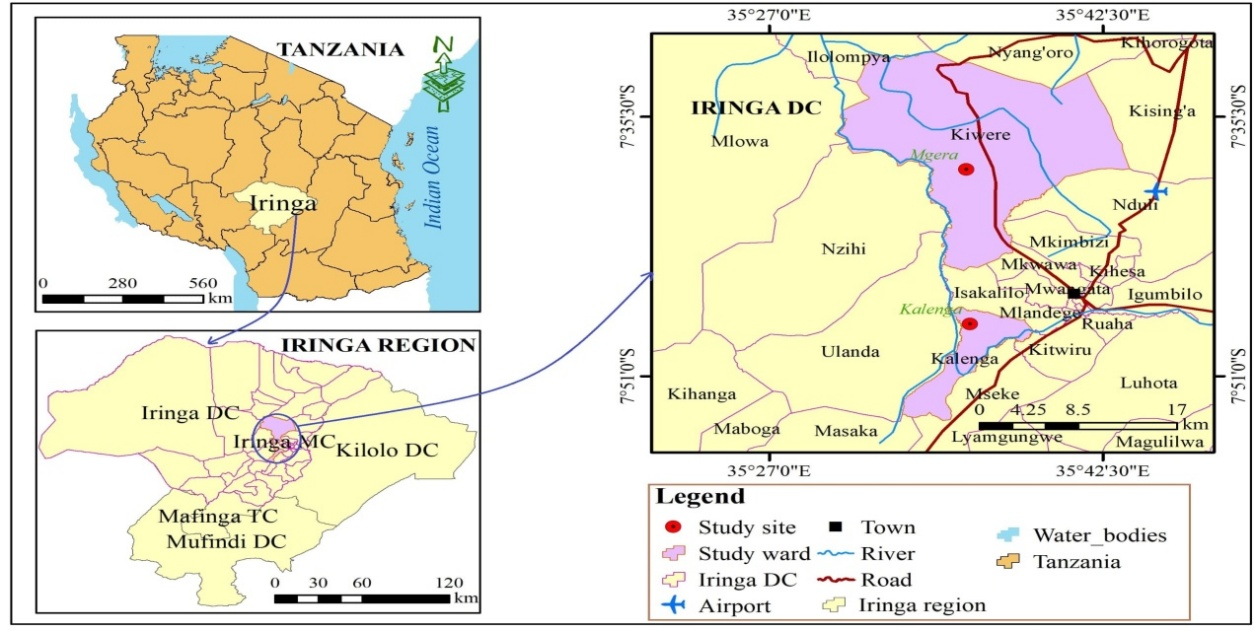 TANZANIA
N
Iringa
Indian Ocean
0 280 560
km
IRINGA REGION
Iringa DC
Iringa MC
Kilolo DC
Mafinga TC
Mufindi DC
0 30 60 120
km
35°27'0"E 35°42'30"E
7°35'30"S
7°51'0"S
IRINGA DC
Ilolompya
Nyang'oro
Kihorogota
Kising'a
Mlowa
Kiwere
Mgera
Nduli
Nzihi
Mkimbizi
Mkwawa
Kihesa
Isakalilo
Mwangata
Igumbilo
Kalenga
Mlandege
Ruaha
Ulanda
Kalenga
Kitwiru
Kihanga
Mseke
Luhota
Maboga
Masaka
0 4.25 8.5 17
km
Lyamgungwe
Magulilwa
7°35'30"S
7°51'0"S
35°27'0"E 35°42'30"E
Legend
Study site
Study ward
Iringa DC
Airport
Town
River
Road
Iringa region
Water_bodies
Tanzania